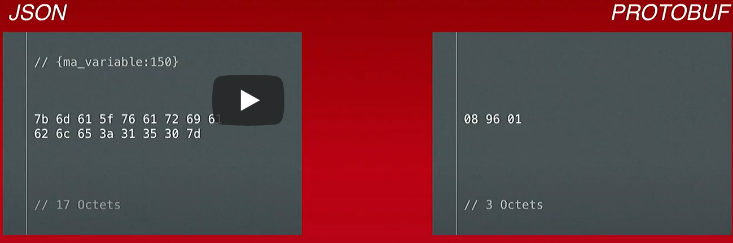 JSON
PROTOBUF
// {ma_variable:150}
7b 6d 61 5f 76 61 72 69 61
62 6c 65 3a 31 35 30 7d
08 96 01
// 17 Octets
// 3 Octets